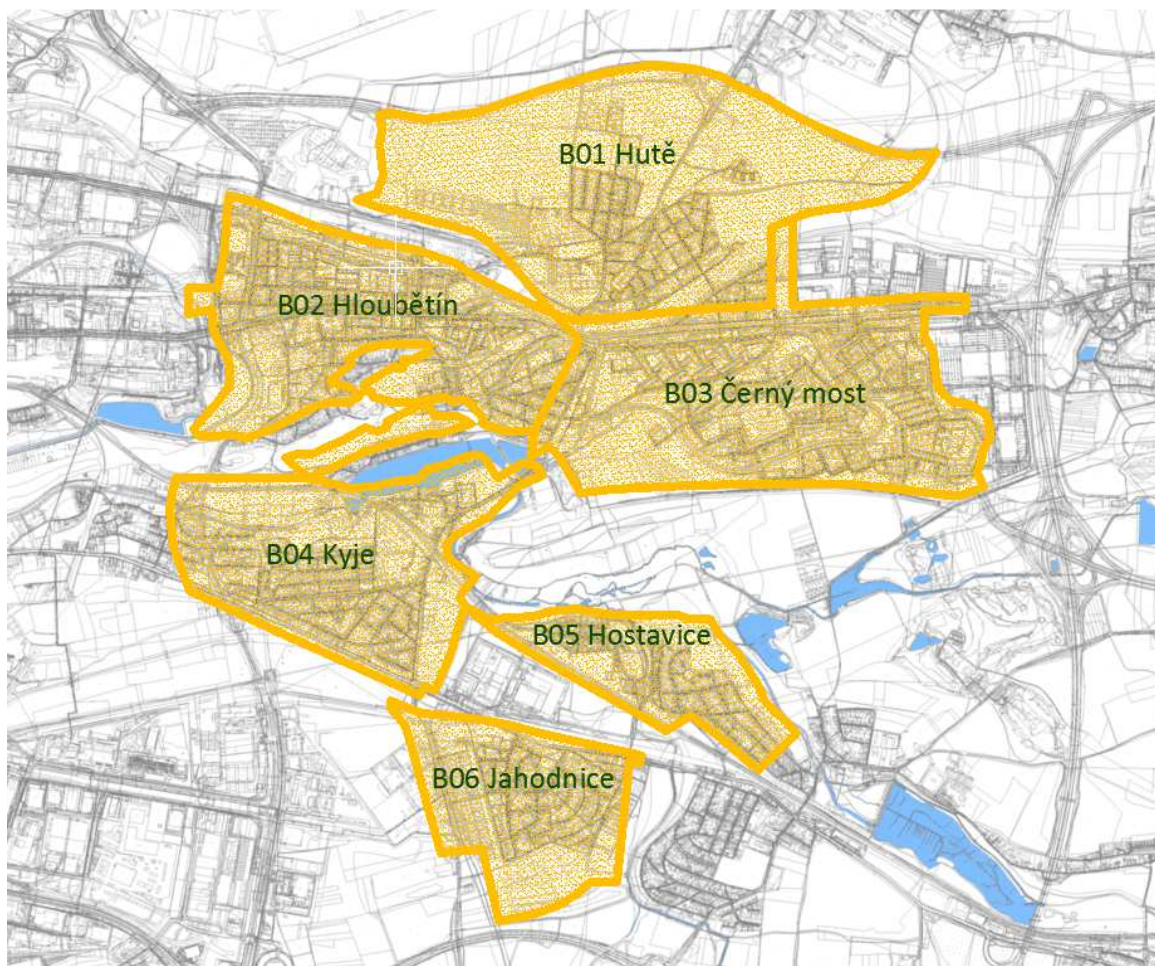 B01 Hutě
B02 Hloubětín
B03 Černý most
B04 Kyje
B05 Hostavice
B06 Jahodnice